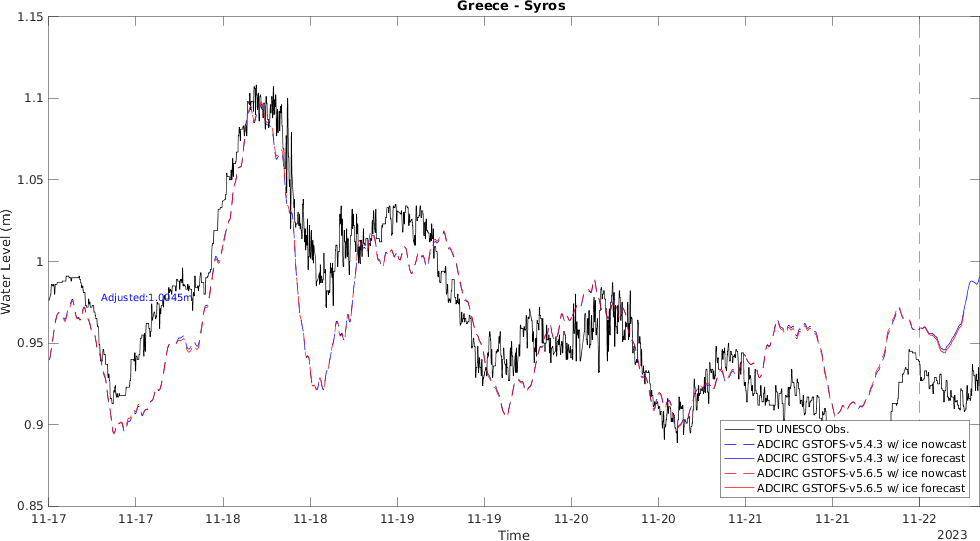 Greece - Syros
1.15
1.1
1.05
1
0.95
0.9
0.85
Water Level (m)
Adjusted:1.0045m
TD UNESCO Obs.
ADCIRC GSTOFS-v5.4.3 w/ ice nowcast
ADCIRC GSTOFS-v5.4.3 w/ ice forecast
ADCIRC GSTOFS-v5.6.5 w/ ice nowcast
ADCIRC GSTOFS-v5.6.5 w/ ice forecast
11-17 11-17 11-18 11-18 11-19 11-19 11-20 11-20 11-21 11-21 11-22
Time
2023